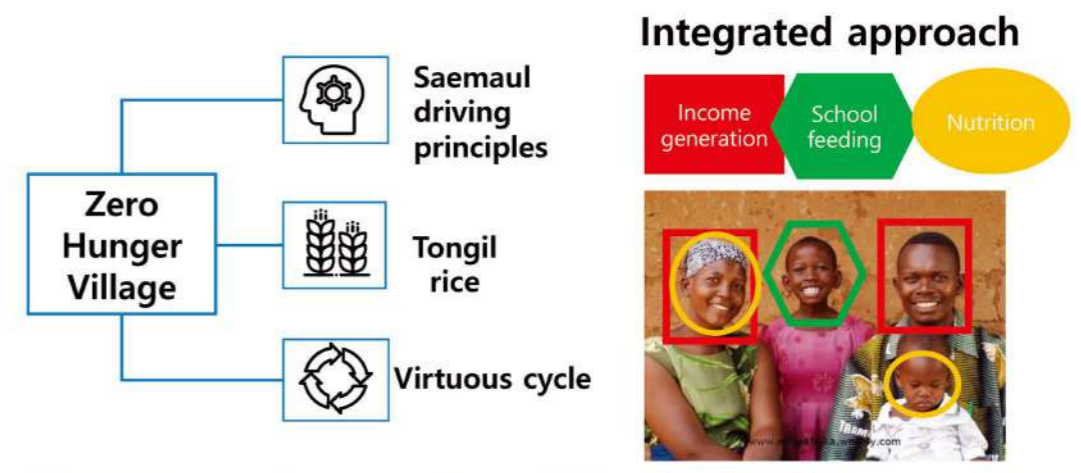 Integrated approach
Saemaul
driving
principles
Income
generation
School
feeding
Nutrition
Zero
Hunger
Village
Tongil
rice
Virtuous cycle